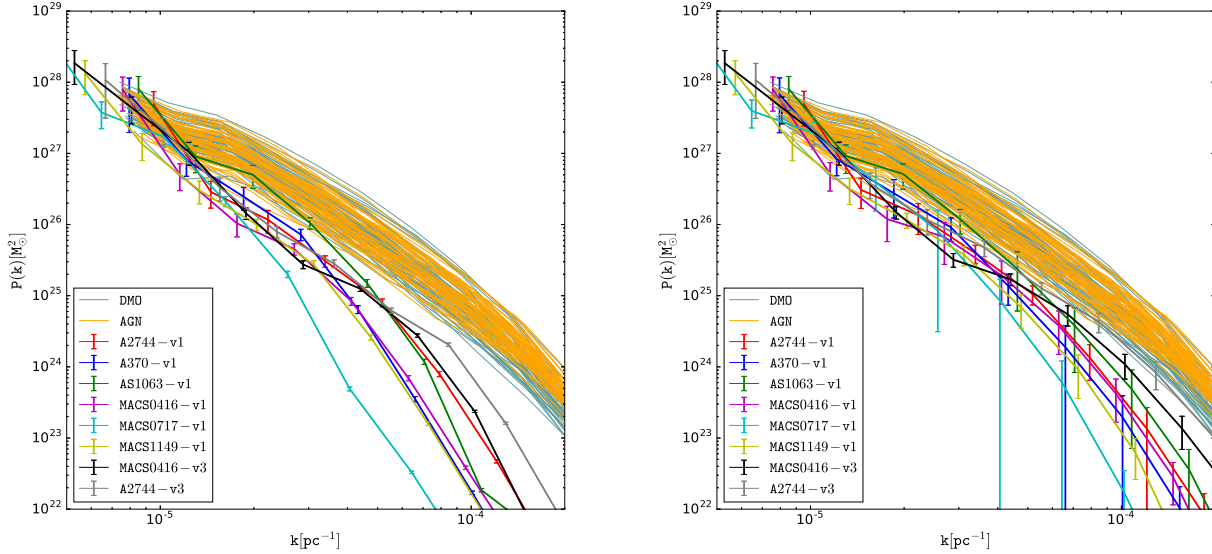 10^29
10^28
10^27
10^26
10^25
10^24
10^23
10^22
P(k)[M_⊙^2]
DMO
AGN
A2744−v1
A370−v1
AS1063−v1
MACS0416−v1
MACS0717−v1
MACS1149−v1
MACS0416−v3
A2744−v3
10^-5
10^-4
k[pc^−1]
10^29
10^28
10^27
10^26
10^25
10^24
10^23
10^22
P(k)[M_⊙^2]
DMO
AGN
A2744−v1
A370−v1
AS1063−v1
MACS0416−v1
MACS0717−v1
MACS1149−v1
MACS0416−v3
A2744−v3
10^-5
10^-4
k[pc^−1]